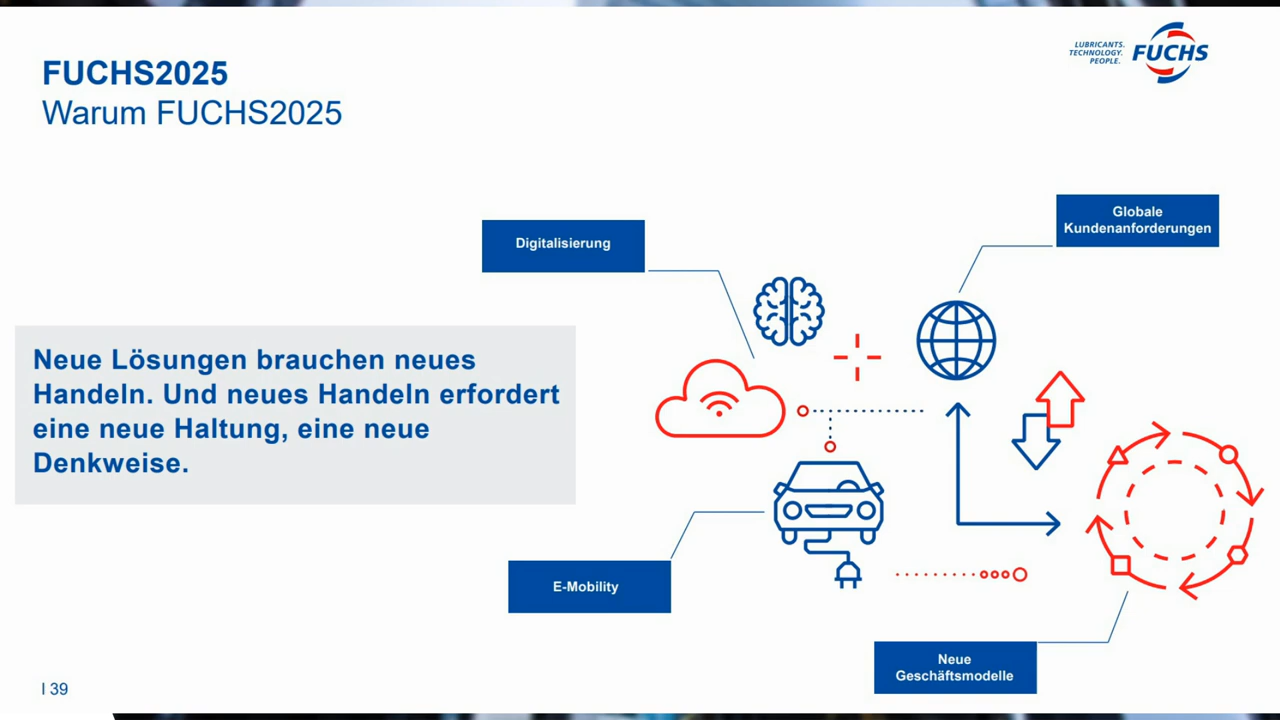 FUCHS2025
Warum FUCHS2025
LUBRICANTS.
TECHNOLOGY.
PEOPLE.
FUCHS
Digitalisierung
Globale
Kundenanforderungen
Neue Lösungen brauchen neues
Handeln. Und neues Handeln erfordert
eine neue Haltung, eine neue
Denkweise.
E-Mobility
Neue
Geschäftsmodelle
I 39